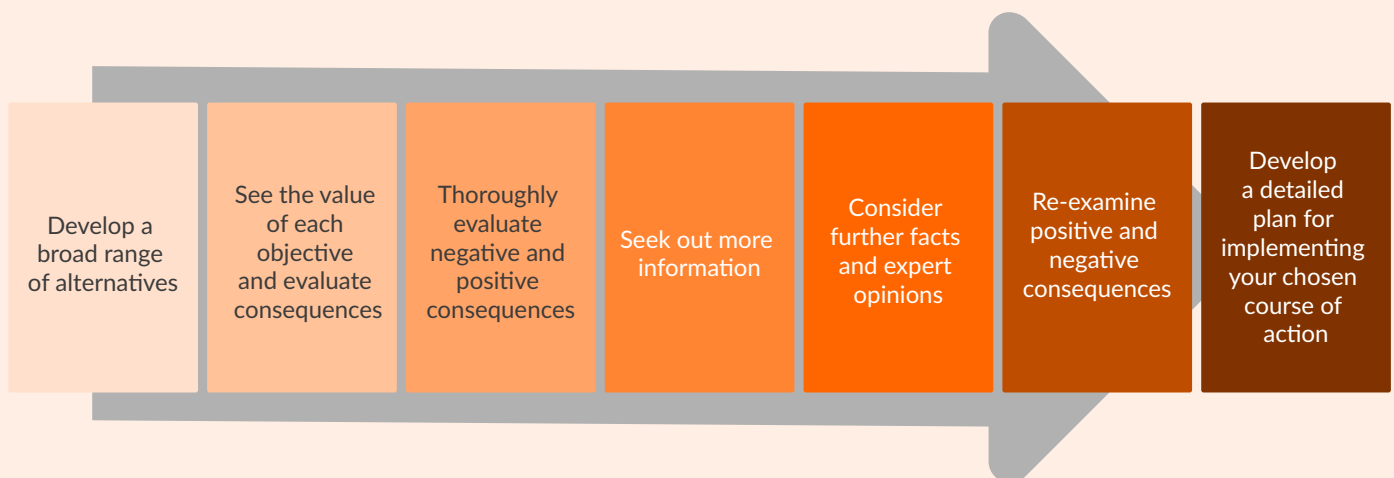 Develop a
broad range
of alternatives
See the value
of each
objective
and evaluate
consequences
Thoroughly
evaluate
negative and
positive
consequences
Seek out more
information
Consider
further facts
and expert
opinions
Re-examine
positive and
negative
consequences
Develop
a detailed
plan for
implementing
your chosen
course of
action